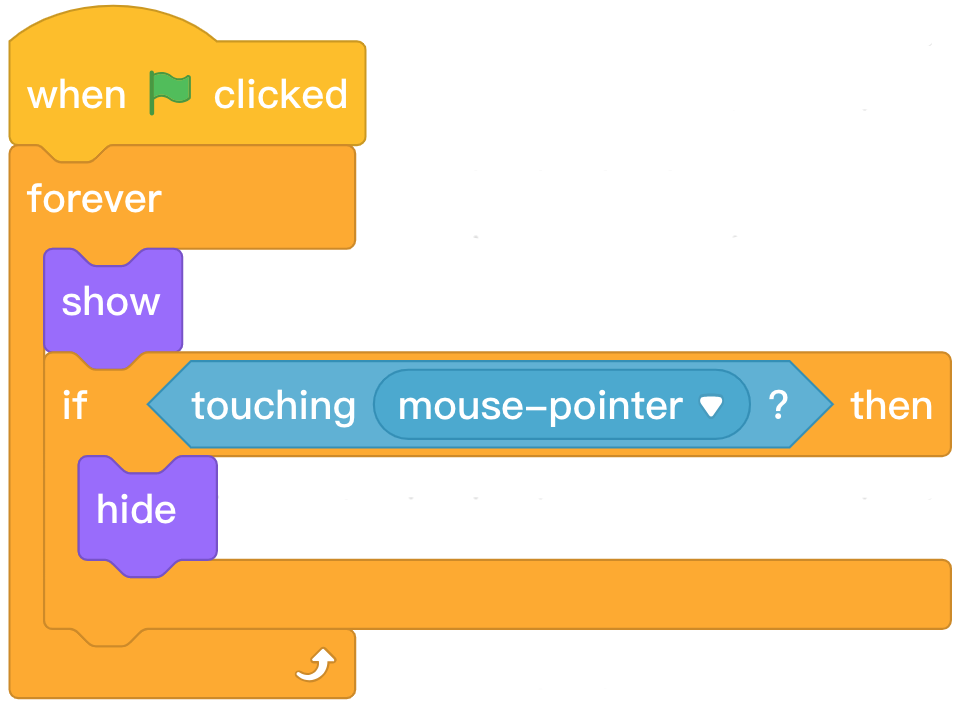 when clicked
forever
show
if touching mouse-pointer ? then
hide